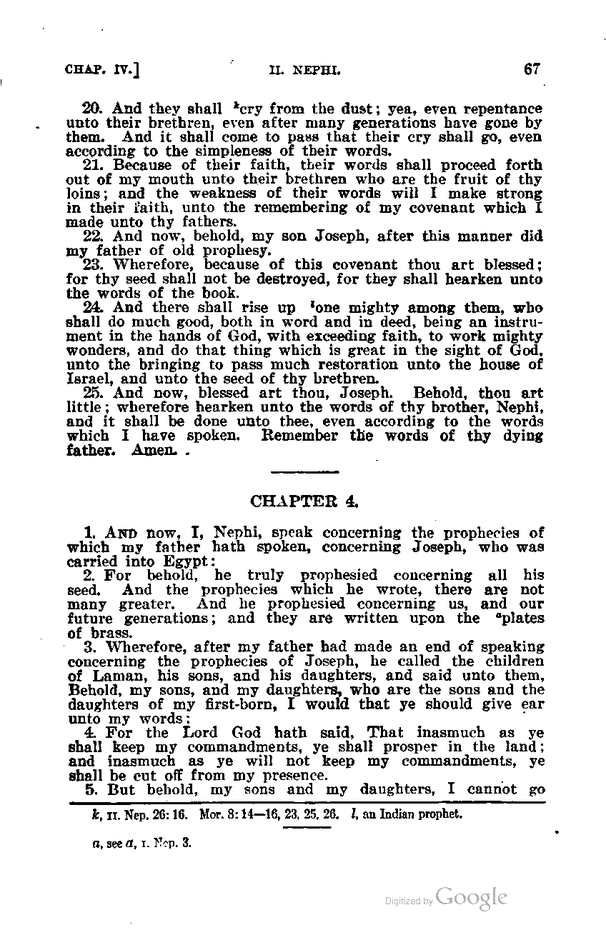 CHAP. IV.]
II. NEPHI.
67
20. And they shall ᵏcry from the dust; yea, even repentance
unto their brethren, even after many generations have gone by
them. And it shall come to pass that their cry shall go, even
according to the simpleness of their words.
21. Because of their faith, their words shall proceed forth
out of my mouth unto their brethren who are the fruit of thy
loins; and the weakness of their words will I make strong
in their faith, unto the remembering of my covenant which I
made unto thy fathers.
22. And now, behold, my son Joseph, after this manner did
my father of old prophesy.
23. Wherefore, because of this covenant thou art blessed;
for thy seed shall not be destroyed, for they shall hearken unto
the words of the book.
24. And there shall rise up ˡone mighty among them, who
shall do much good, both in word and in deed, being an instru-
ment in the hands of God, with exceeding faith, to work mighty
wonders, and do that thing which is great in the sight of God,
unto the bringing to pass much restoration unto the house of
Israel, and unto the seed of thy brethren.
25. And now, blessed art thou, Joseph. Behold, thou art
little; wherefore hearken unto the words of thy brother, Nephi,
and it shall be done unto thee, even according to the words
which I have spoken. Remember the words of thy dying
father. Amen.
CHAPTER 4.
1. AND now, I, Nephi, speak concerning the prophecies of
which my father hath spoken, concerning Joseph, who was
carried into Egypt:
2. For behold, he truly prophesied concerning all his
seed. And the prophecies which he wrote, there are not
many greater. And he prophesied concerning us, and our
future generations; and they are written upon the ᵃplates
of brass.
3. Wherefore, after my father had made an end of speaking
concerning the prophecies of Joseph, he called the children
of Laman, his sons, and his daughters, and said unto them,
Behold, my sons, and my daughters, who are the sons and the
daughters of my first-born, I would that ye should give ear
unto my words:
4. For the Lord God hath said, That inasmuch as ye
shall keep my commandments, ye shall prosper in the land;
and inasmuch as ye will not keep my commandments, ye
shall be cut off from my presence.
5. But behold, my sons and my daughters, I cannot go
k, II. Nep. 26:16. Mor. 8:14—16, 23, 25, 26. l, an Indian prophet.
a, see a, I. Nep. 3.
Digitized by Google